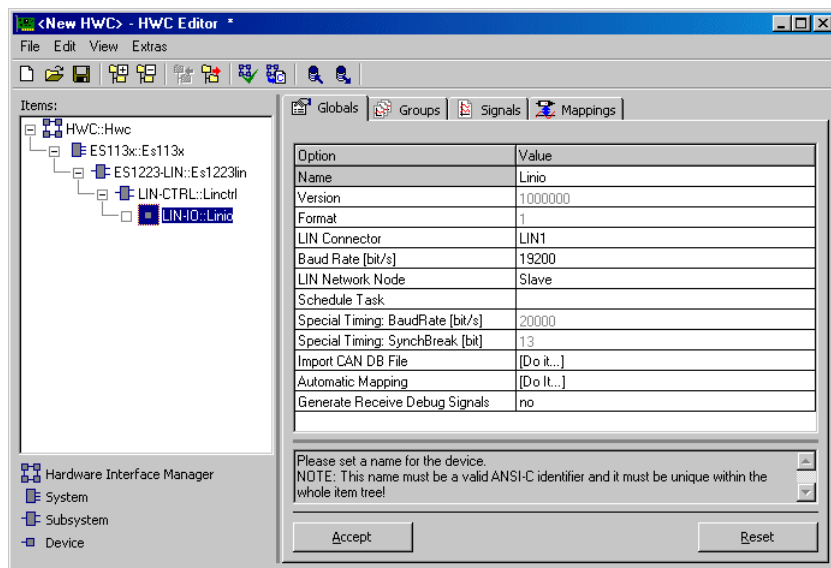 <New HWC> - HWC Editor *
File Edit View Extras
Items:
HWC::Hwc
ES113x::Es113x
ES1223-LIN::Es1223lin
LIN-CTRL::Linctrl
LIN-IO::Linio
Hardware Interface Manager
System
Subsystem
Device
Globals Groups Signals Mappings
Option Value
Name Linio
Version 1000000
Format 1
LIN Connector LIN1
Baud Rate [bit/s] 19200
LIN Network Node Slave
Schedule Task
Special Timing: BaudRate [bit/s] 20000
Special Timing: SynchBreak [bit] 13
Import CAN DB File [Do it...]
Automatic Mapping [Do It...]
Generate Receive Debug Signals no
Please set a name for the device.
NOTE: This name must be a valid ANSI-C identifier and it must be unique within the
whole item tree!
Accept Reset